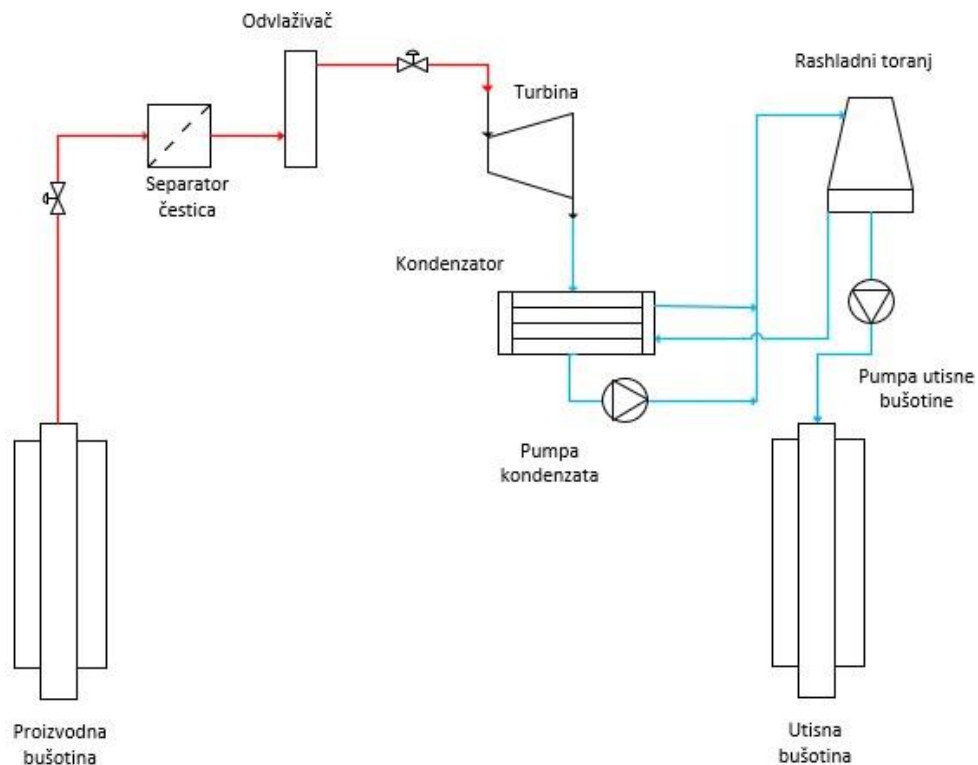 Odvlaživač
Rashladni toranj
Turbina
Separator
čestica
Kondenzator
Pumpa utisne
bušotine
Pumpa
kondenzata
Proizvodna
bušotina
Utisna
bušotina